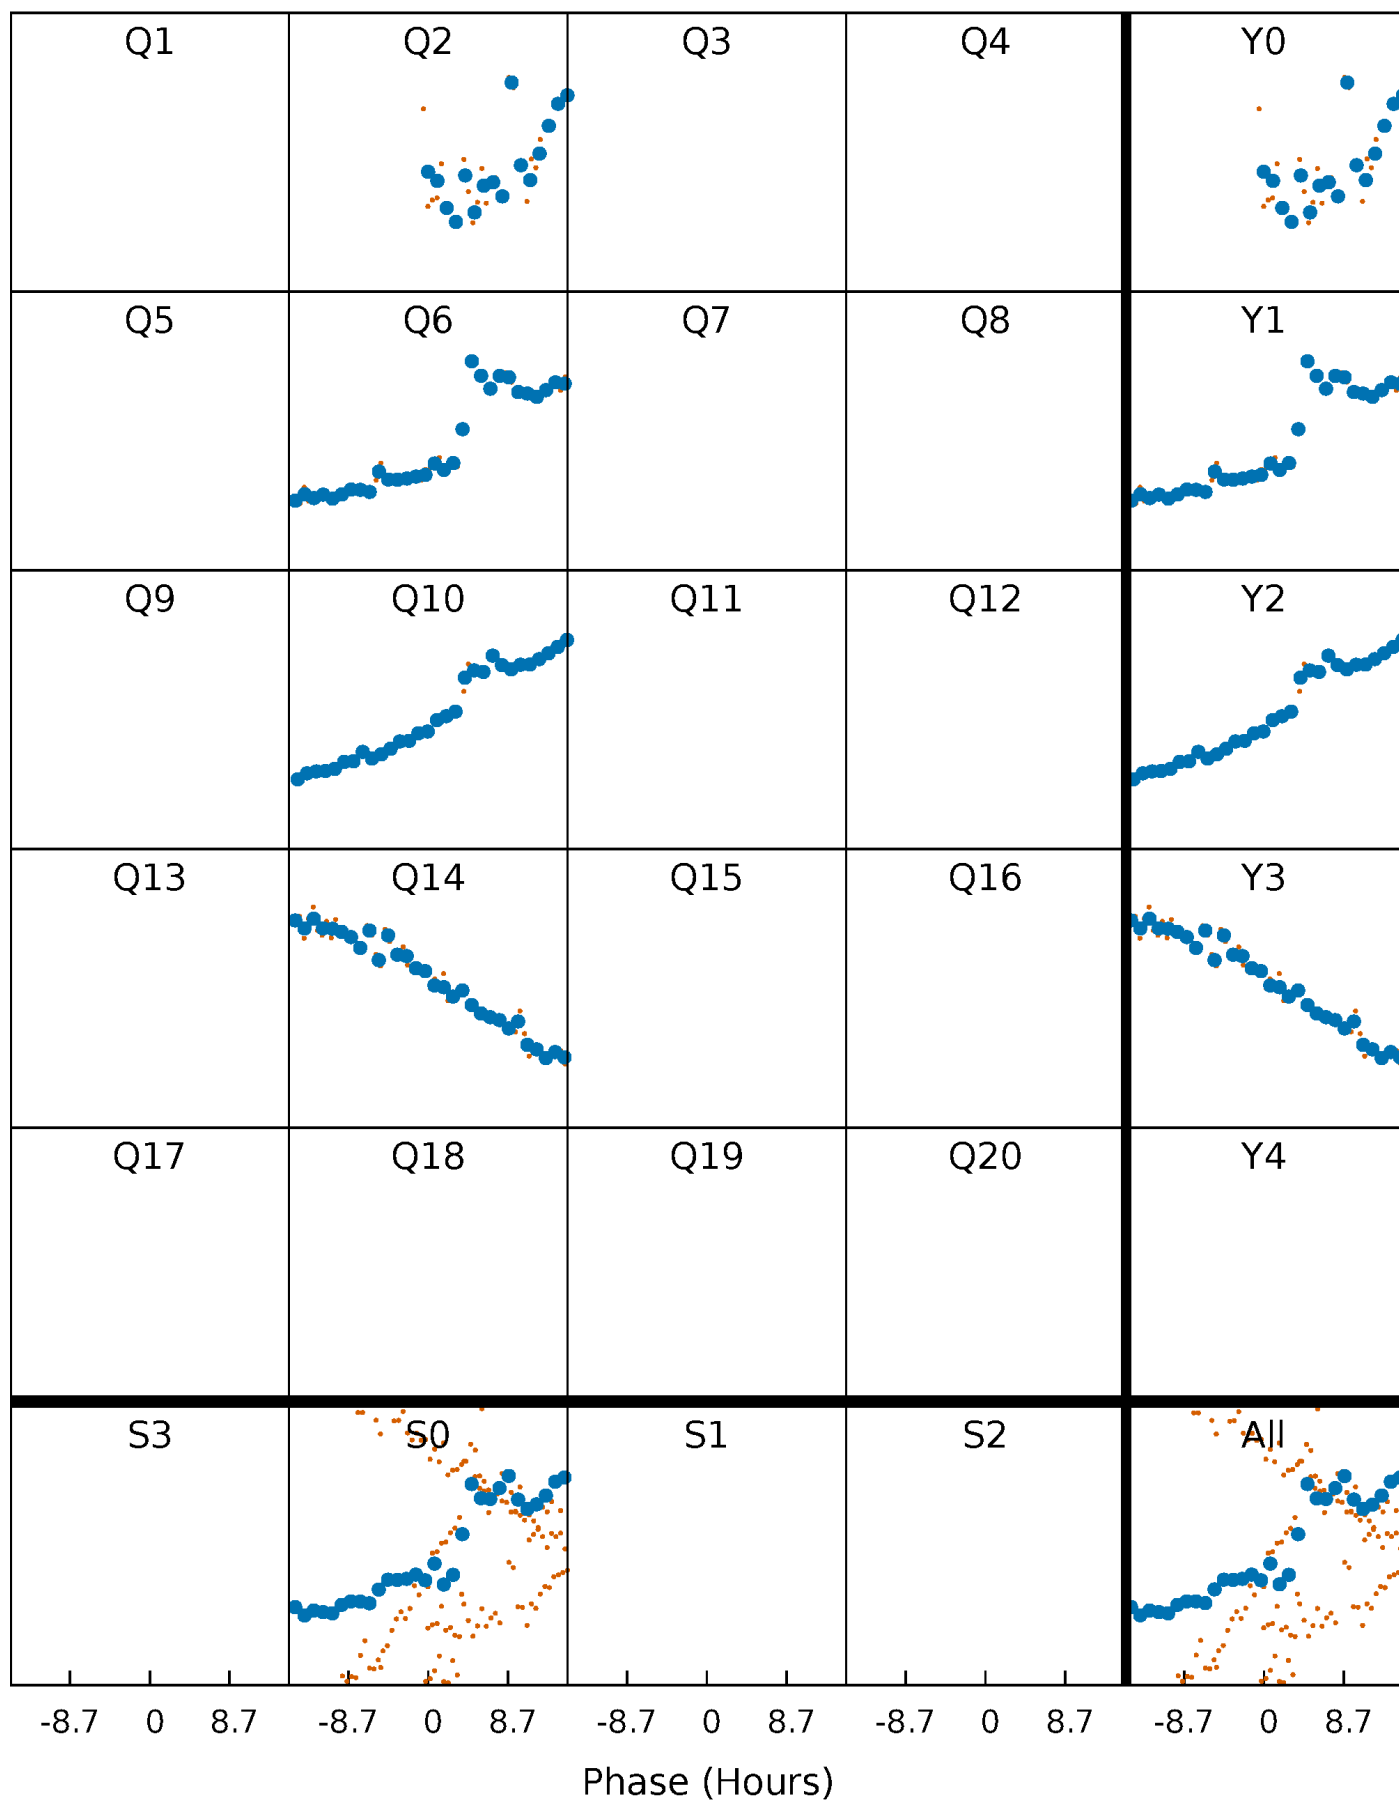 Q1 Q2 Q3 Q4 Y0
Q5 Q6 Q7 Q8 Y1
Q9 Q10 Q11 Q12 Y2
Q13 Q14 Q15 Q16 Y3
Q17 Q18 Q19 Q20 Y4
S3 S0 S1 S2 All
-8.7 0 8.7 -8.7 0 8.7 -8.7 0 8.7 -8.7 0 8.7 -8.7 0 8.7
Phase (Hours)